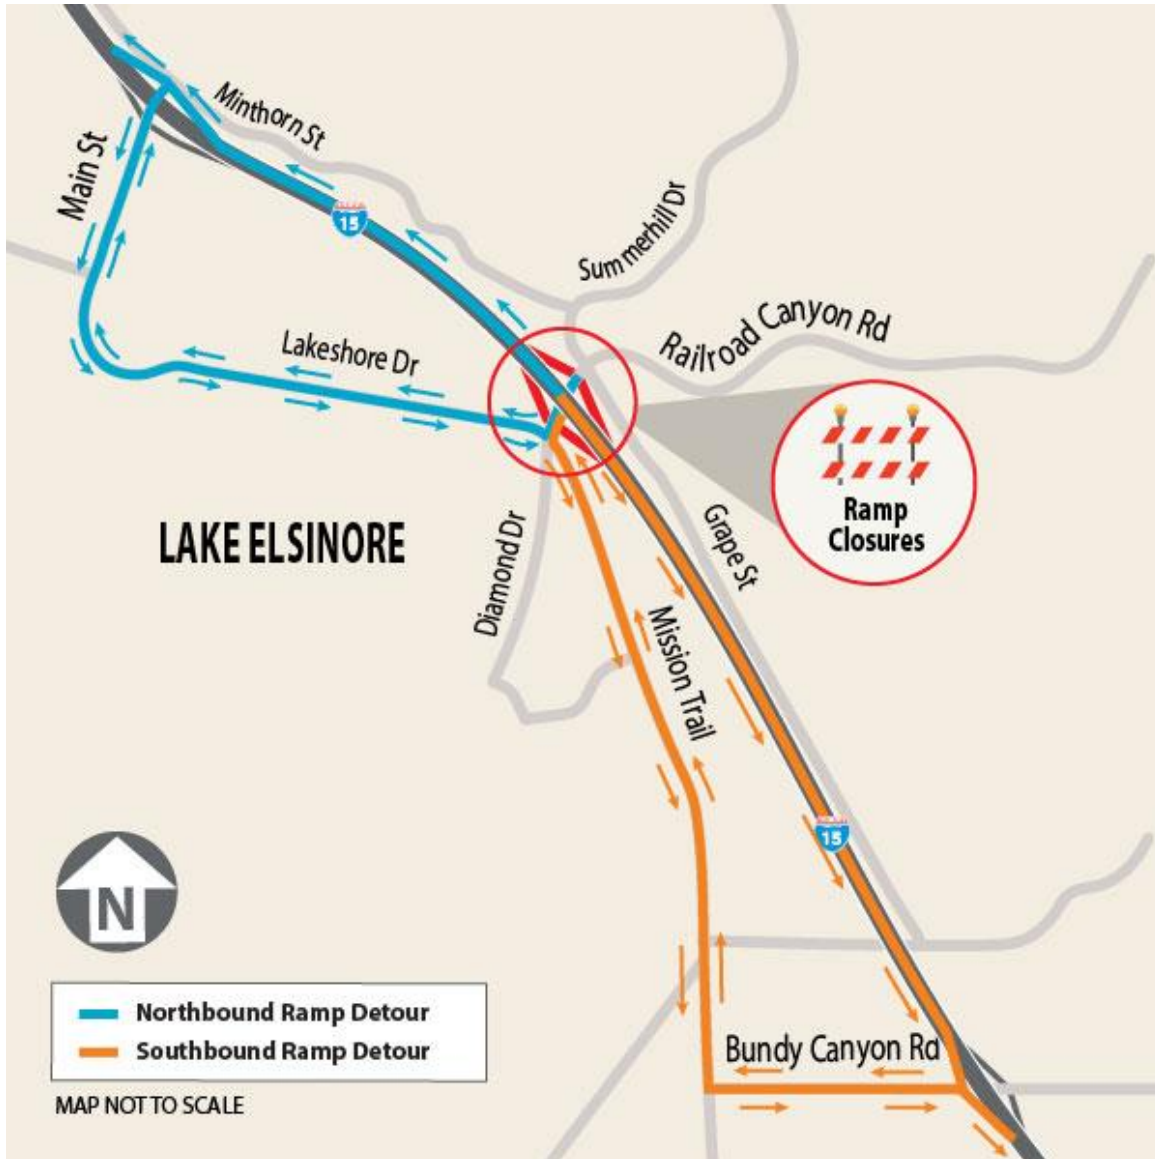 Minthorn St
Main St
15
Summerhill Dr
Railroad Canyon Rd
Lakeshore Dr
Ramp
Closures
LAKE ELSINORE
Diamond Dr
Grape St
Mission Trail
15
N
Northbound Ramp Detour
Southbound Ramp Detour
Bundy Canyon Rd
MAP NOT TO SCALE